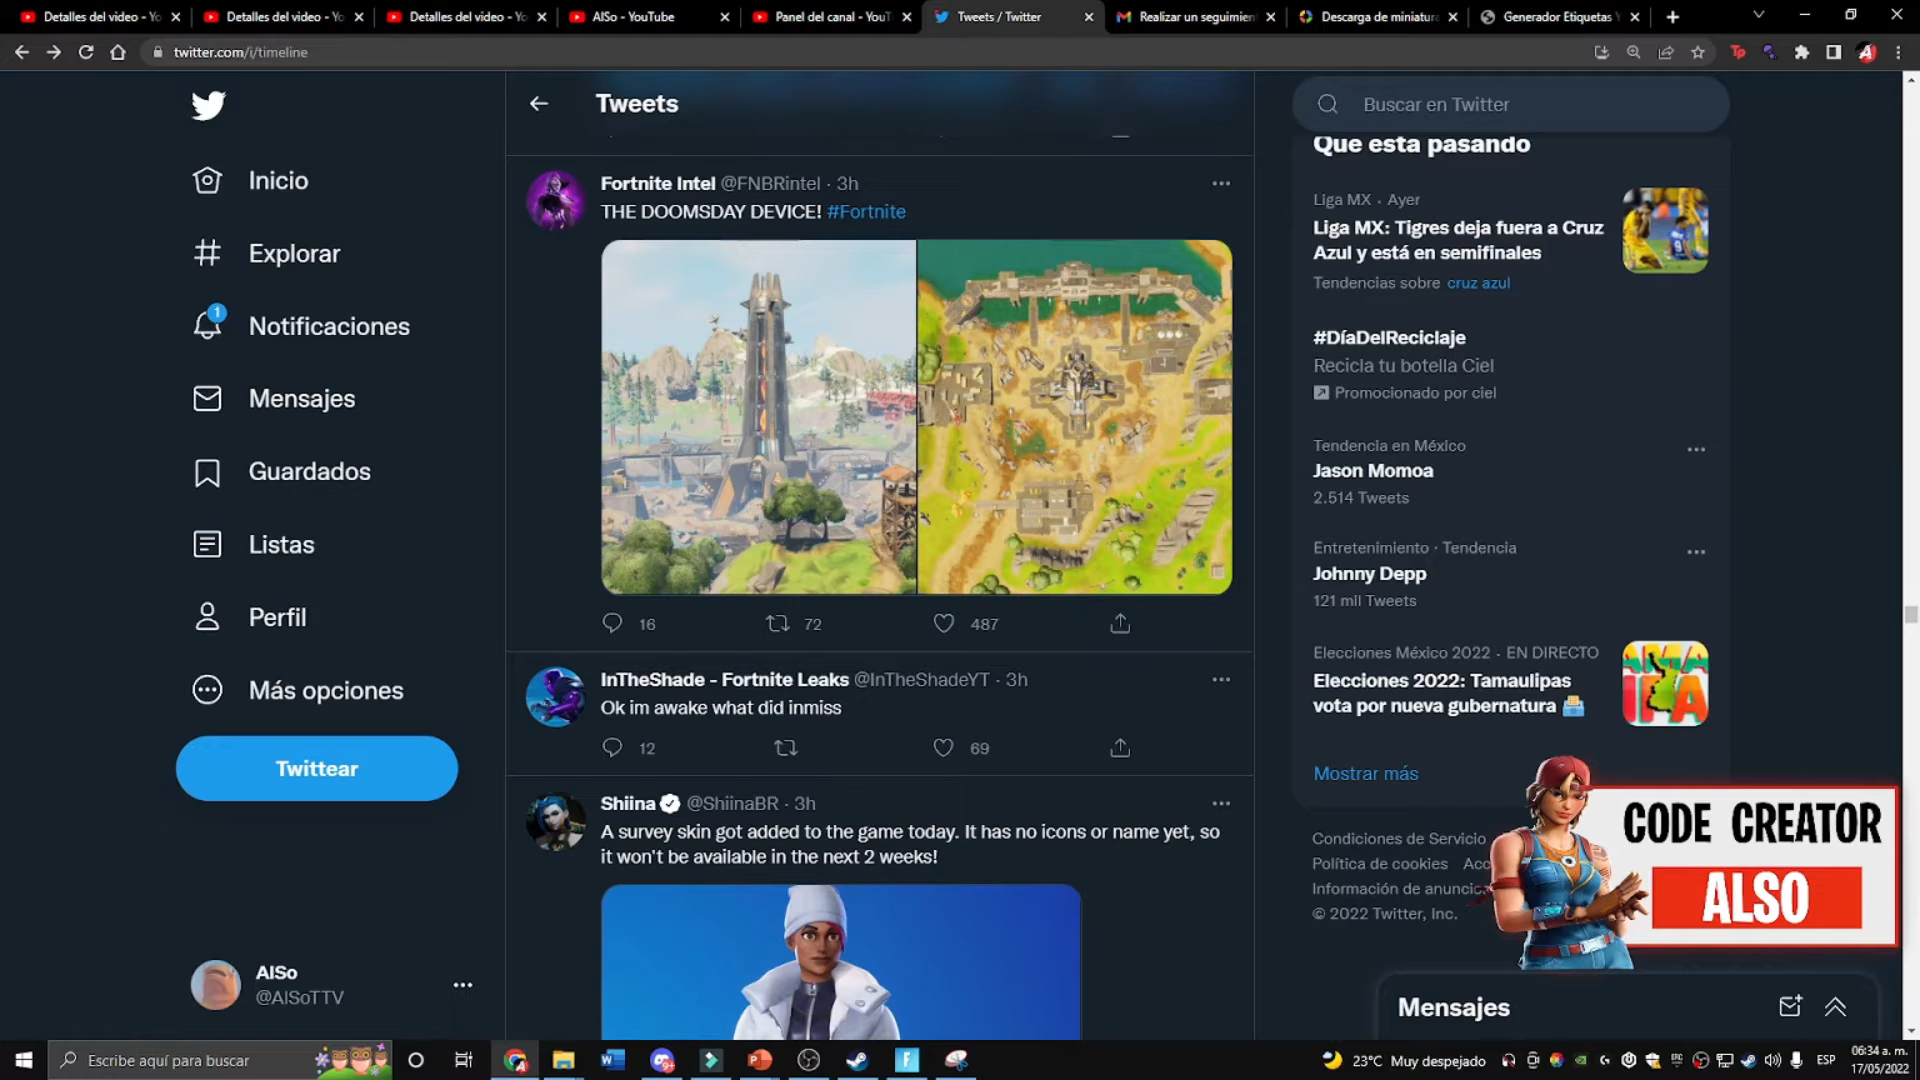 Detalles del video - Yo
Detalles del video - Yo
Detalles del video - Yo
AlSo - YouTube
Panel del canal - YouT
Tweets / Twitter
Realizar un seguimien
Descarga de miniatura
Generador Etiquetas Y
twitter.com/i/timeline
Tweets
Buscar en Twitter
Inicio
Explorar
1
Notificaciones
Mensajes
Guardados
Listas
Perfil
Más opciones
Twittear
AlSo
@AlSoTTV
Fortnite Intel @FNBRintel · 3h
THE DOOMSDAY DEVICE! #Fortnite
16 72 487
InTheShade - Fortnite Leaks @InTheShadeYT · 3h
Ok im awake what did inmiss
12 69
Shiina @ShiinaBR · 3h
A survey skin got added to the game today. It has no icons or name yet, so
it won't be available in the next 2 weeks!
Qué está pasando
Liga MX · Ayer
Liga MX: Tigres deja fuera a Cruz
Azul y está en semifinales
Tendencias sobre cruz azul
#DíaDelReciclaje
Recicla tu botella Ciel
Promocionado por ciel
Tendencia en México
Jason Momoa
2.514 Tweets
Entretenimiento · Tendencia
Johnny Depp
121 mil Tweets
Elecciones México 2022 · EN DIRECTO
Elecciones 2022: Tamaulipas
vota por nueva gubernatura
Mostrar más
Condiciones de Servicio
Política de cookies Acc
Información de anuncio
© 2022 Twitter, Inc.
CODE CREATOR
ALSO
Mensajes
Escribe aquí para buscar
23°C Muy despejado
ESP
06:34 a. m.
17/05/2022